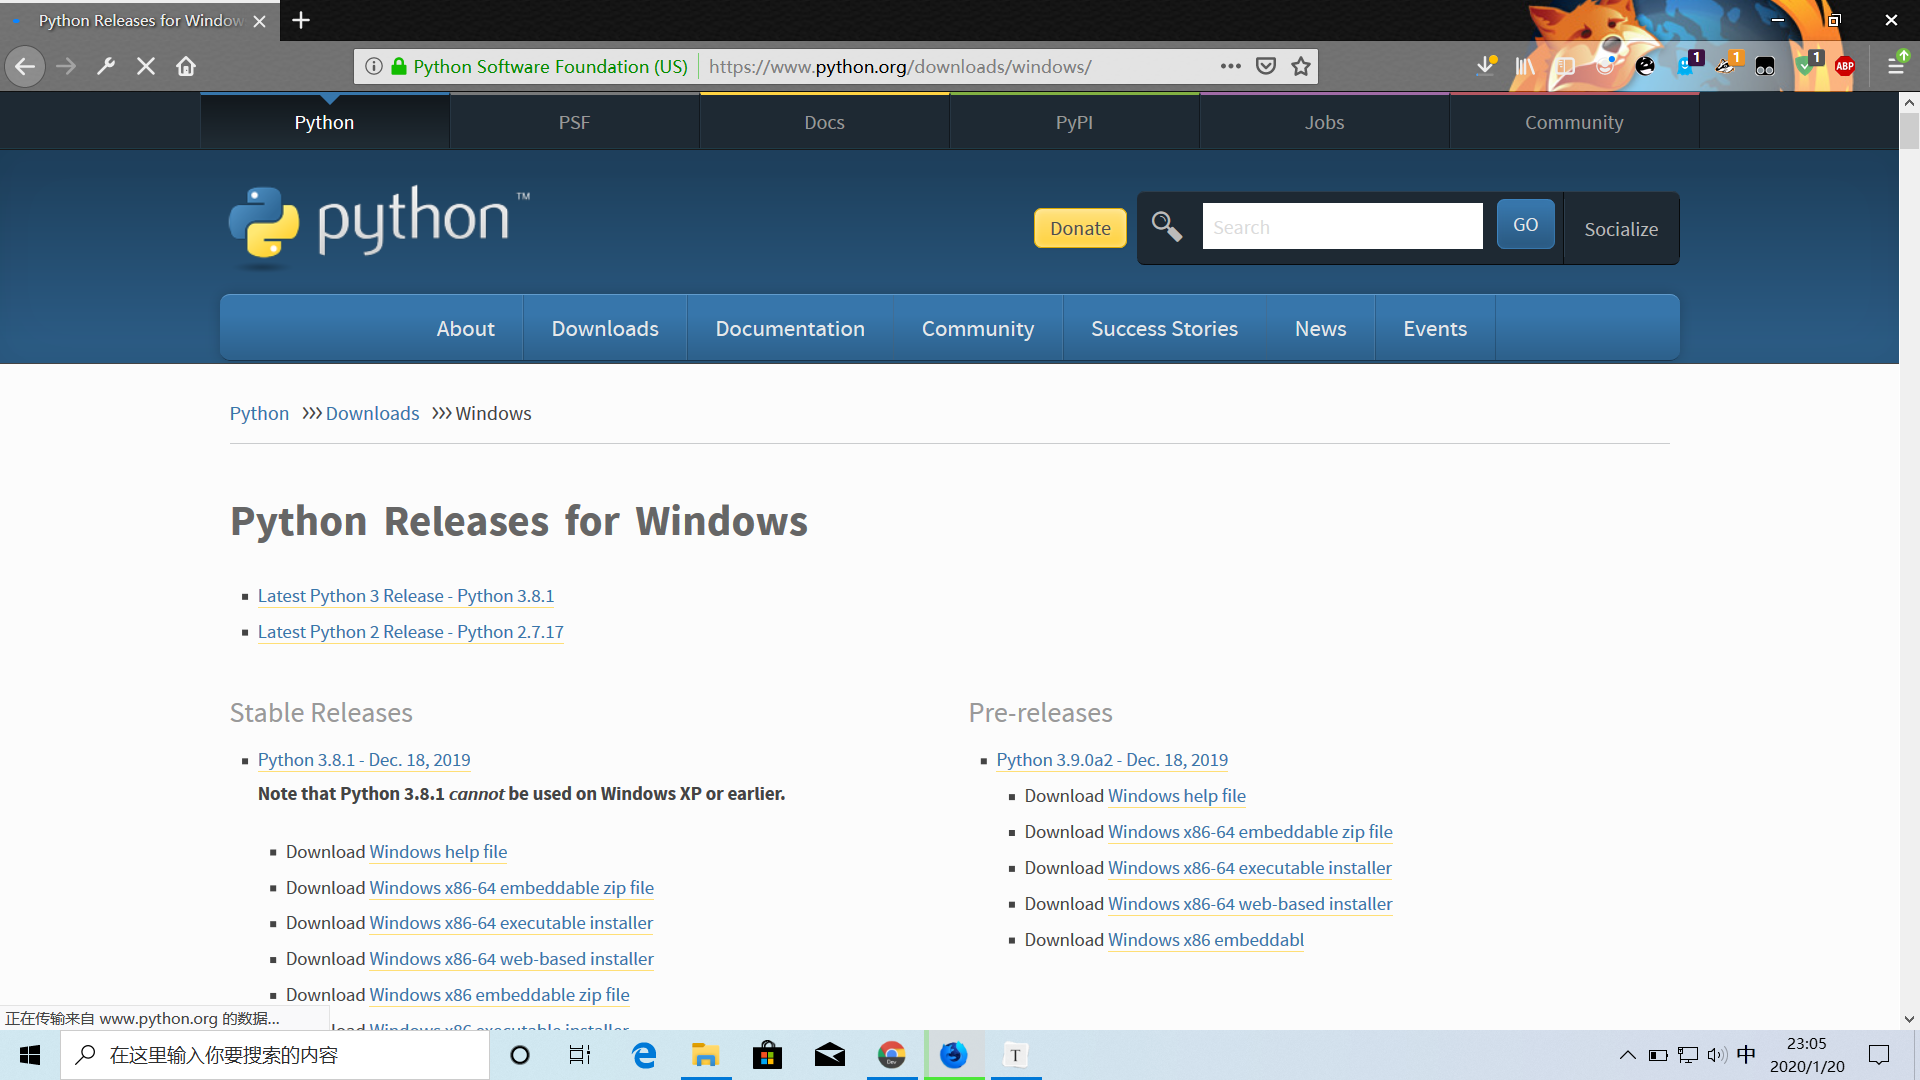 Python Releases for Window
Python Software Foundation (US) https://www.python.org/downloads/windows/
1
1
1
ABP
Python PSF Docs PyPI Jobs Community
python™
Donate Search GO Socialize
About Downloads Documentation Community Success Stories News Events
Python Downloads Windows
Python Releases for Windows
Latest Python 3 Release - Python 3.8.1
Latest Python 2 Release - Python 2.7.17
Stable Releases
Python 3.8.1 - Dec. 18, 2019
Note that Python 3.8.1 cannot be used on Windows XP or earlier.
Download Windows help file
Download Windows x86-64 embeddable zip file
Download Windows x86-64 executable installer
Download Windows x86-64 web-based installer
Download Windows x86 embeddable zip file
load Windows x86 executable installer
Pre-releases
Python 3.9.0a2 - Dec. 18, 2019
Download Windows help file
Download Windows x86-64 embeddable zip file
Download Windows x86-64 executable installer
Download Windows x86-64 web-based installer
Download Windows x86 embeddabl
正在传输来自 www.python.org 的数据...
在这里输入你要搜索的内容
Dev
T
中
23:05
2020/1/20